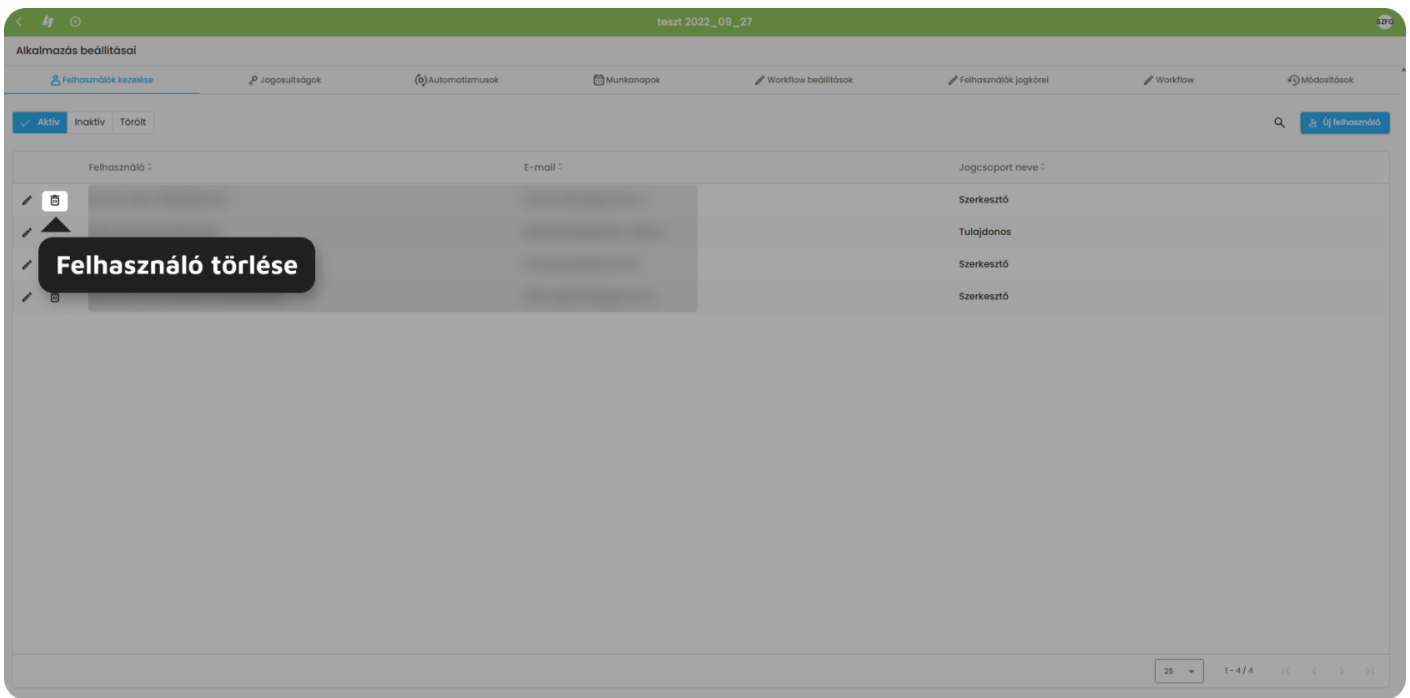 teszt 2022_09_27
SZFO
Alkalmazás beállításai
Felhasználók kezelése Jogosultságok Automatizmusok Munkanapok Workflow beállítások Felhasználók jogkörei Workflow Módosítások
Aktív Inaktív Törölt Új felhasználó
Felhasználó E-mail Jogcsoport neve
Szerkesztő
Tulajdonos
Felhasználó törlése
Szerkesztő
Szerkesztő
25 1-4/4